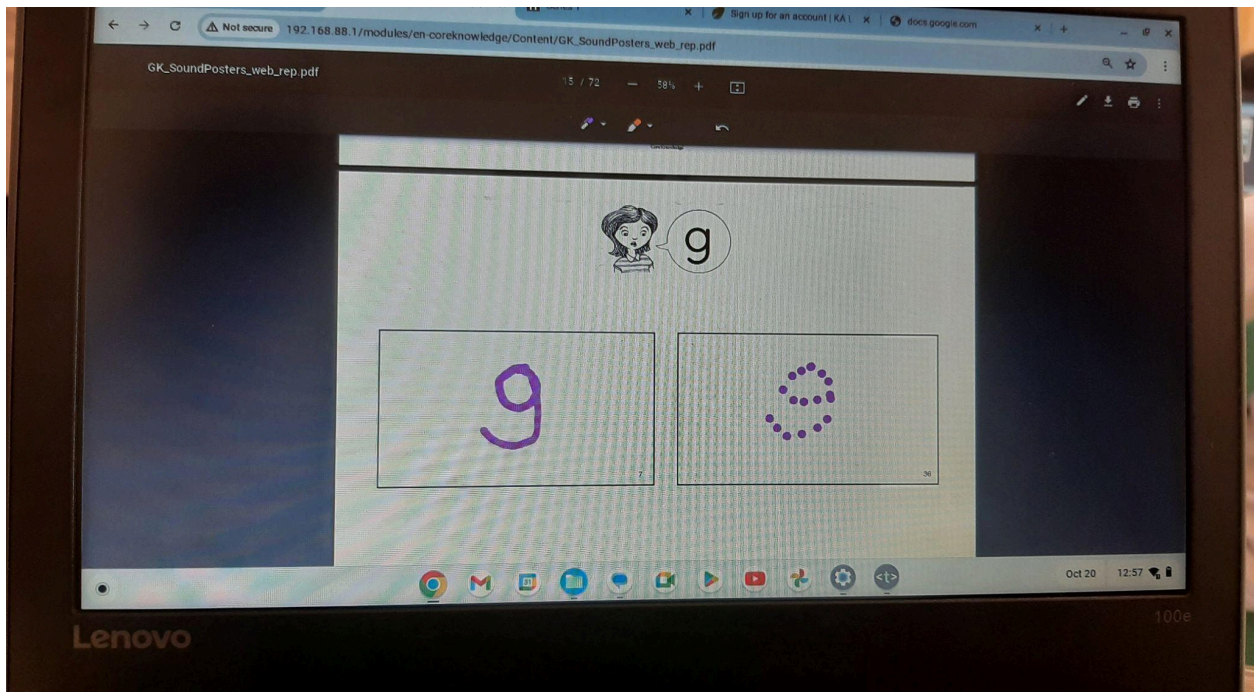 Sign up for an account | KA L
docs.google.com
Not secure
192.168.88.1/modules/en-coreknowledge/Content/GK_SoundPosters_web_rep.pdf
GK_SoundPosters_web_rep.pdf
15 / 72
58%
g
g
g
7
36
31
<t>
Oct 20
12:57
Lenovo
100e